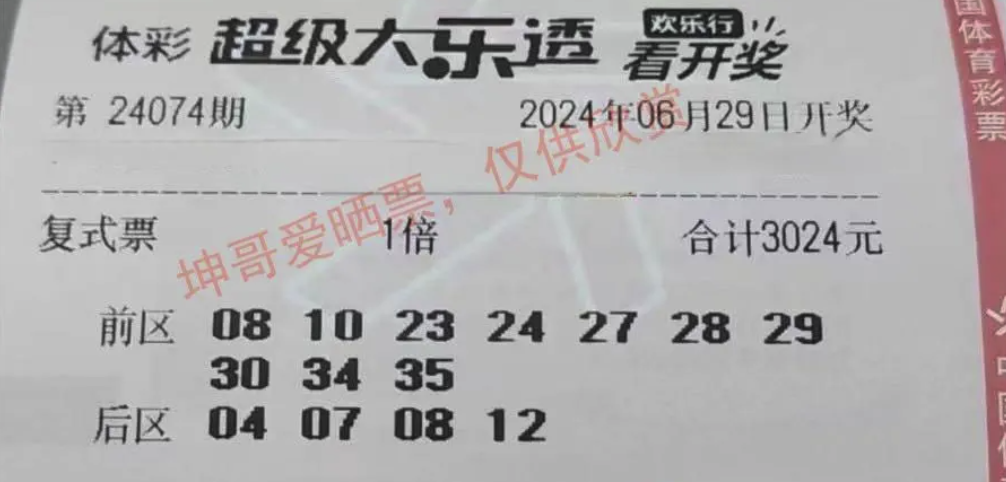 体彩 超级大乐透 欢乐行 看开奖
第 24074期 2024年06月29日开奖
坤哥爱晒票，仅供欣赏
复式票 1倍 合计3024元
前区 08 10 23 24 27 28 29
30 34 35
后区 04 07 08 12
国体育彩票
中国体